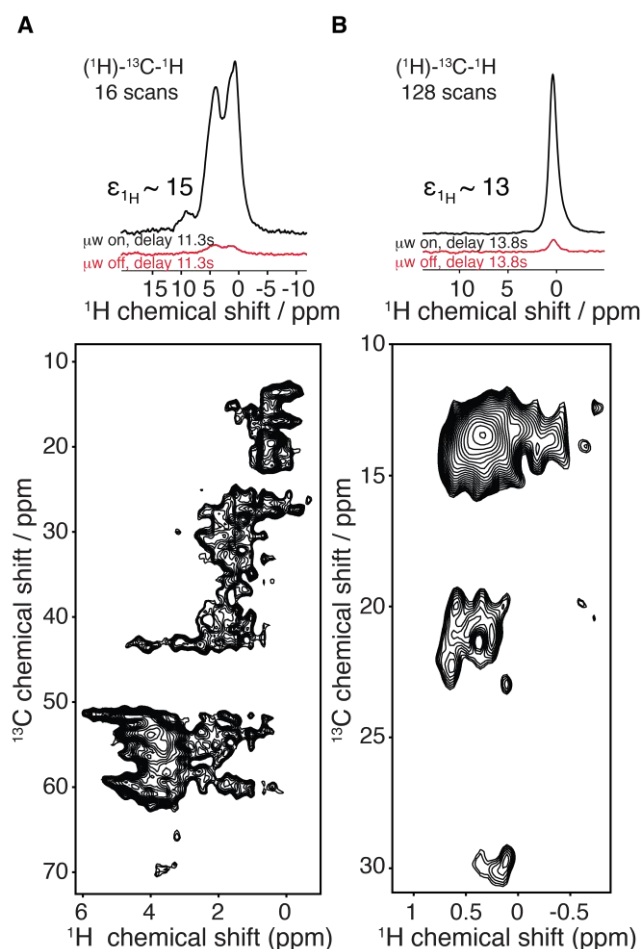 A
(¹H)-¹³C-¹H
16 scans
ε₁H ~ 15
μw on, delay 11.3s
μw off, delay 11.3s
15 10 5 0 -5 -10
¹H chemical shift / ppm
B
(¹H)-¹³C-¹H
128 scans
ε₁H ~ 13
μw on, delay 13.8s
μw off, delay 13.8s
10 5 0
¹H chemical shift / ppm
10
20
30
40
50
60
70
¹³C chemical shift / ppm
6 4 2 0
¹H chemical shift (ppm)
10
15
20
25
30
¹³C chemical shift / ppm
1 0.5 0 -0.5
¹H chemical shift (ppm)